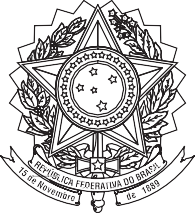 REPÚBLICA FEDERATIVA DO BRASIL
15 de Novembro de 1889